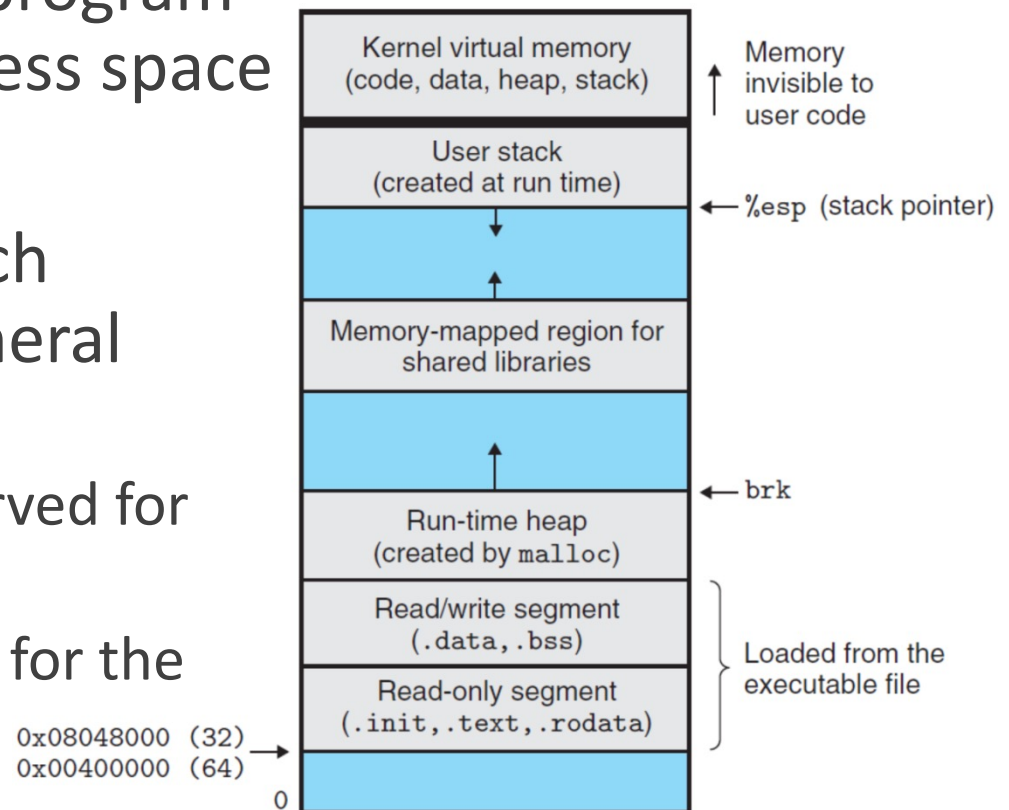 program
ess space
ch
neral
rved for
for the
Kernel virtual memory
(code, data, heap, stack)
Memory
invisible to
user code
User stack
(created at run time)
%esp (stack pointer)
Memory-mapped region for
shared libraries
brk
Run-time heap
(created by malloc)
Read/write segment
(.data,.bss)
Loaded from the
executable file
Read-only segment
(.init,.text,.rodata)
0x08048000 (32)
0x00400000 (64)
0